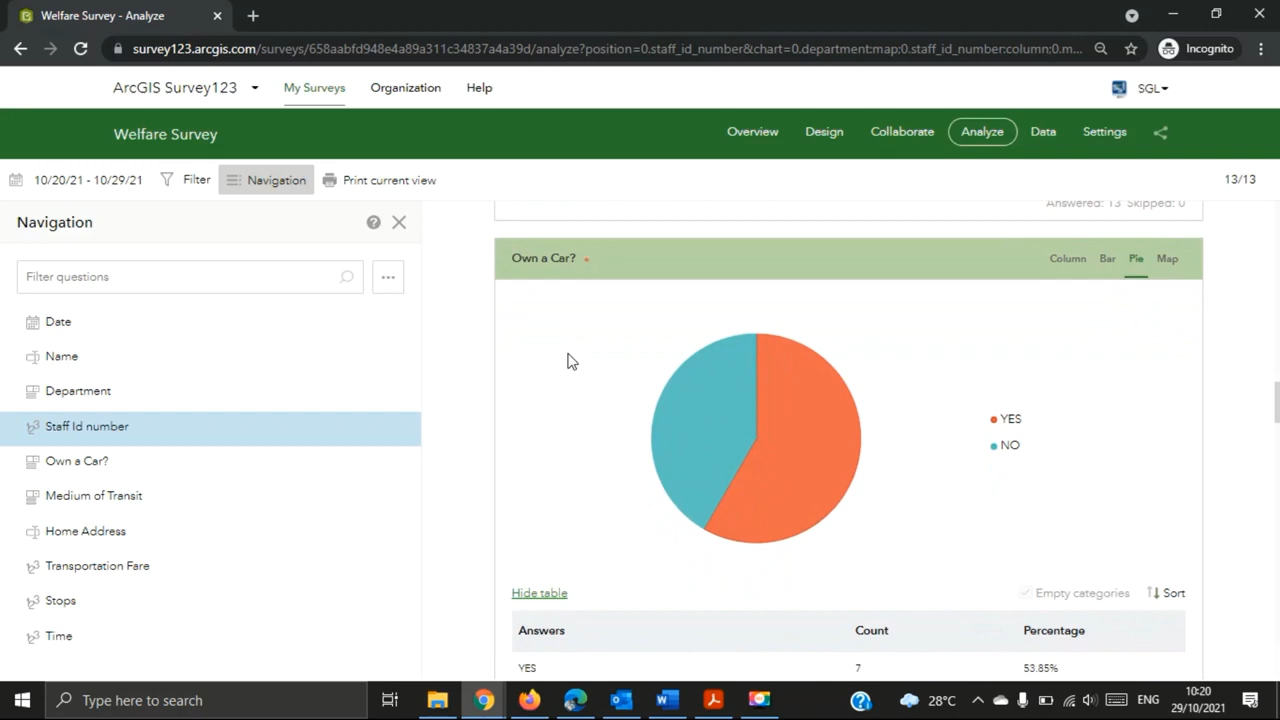 Welfare Survey - Analyze
survey123.arcgis.com/surveys/658aabfd948e4a89a311c34837a4a39d/analyze?position=0.staff_id_number&chart=0.department:map;0.staff_id_number:column;0.m...
Incognito
ArcGIS Survey123
My Surveys
Organization
Help
SGL
Welfare Survey
Overview
Design
Collaborate
Analyze
Data
Settings
10/20/21 - 10/29/21
Filter
Navigation
Print current view
13/13
Navigation
Filter questions
Date
Name
Department
Staff Id number
Own a Car?
Medium of Transit
Home Address
Transportation Fare
Stops
Time
Answered: 13 Skipped: 0
Own a Car?
Column
Bar
Pie
Map
YES
NO
Hide table
Empty categories
Sort
Answers Count Percentage
YES 7 53.85%
Type here to search
28°C
ENG
10:20
29/10/2021